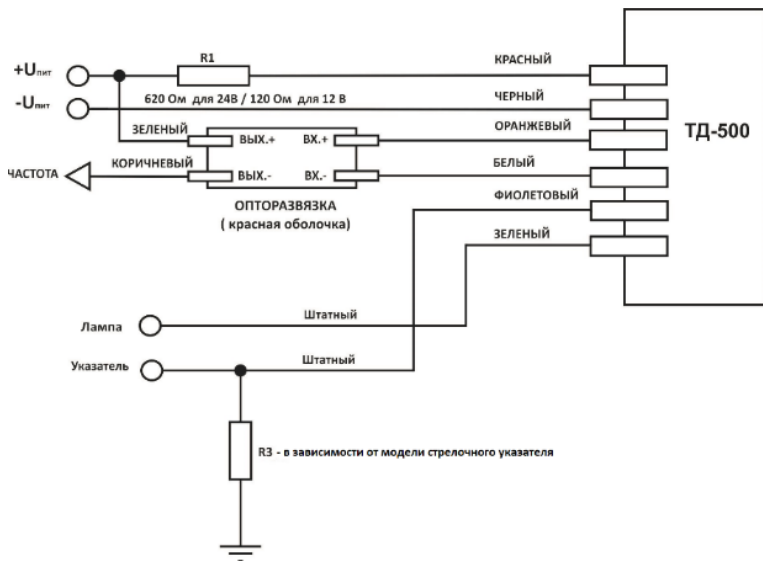 R1
КРАСНЫЙ
+Uпит
ЧЕРНЫЙ
-Uпит
620 Ом для 24В / 120 Ом для 12 В
ОРАНЖЕВЫЙ
ТД-500
ЗЕЛЕНЫЙ
ВЫХ.+ ВХ.+
КОРИЧНЕВЫЙ
БЕЛЫЙ
ЧАСТОТА
ВЫХ.- ВХ.-
ФИОЛЕТОВЫЙ
ОПТОРАЗВЯЗКА
( красная оболочка)
ЗЕЛЕНЫЙ
Лампа
Штатный
Указатель
Штатный
R3 - в зависимости от модели стрелочного указателя